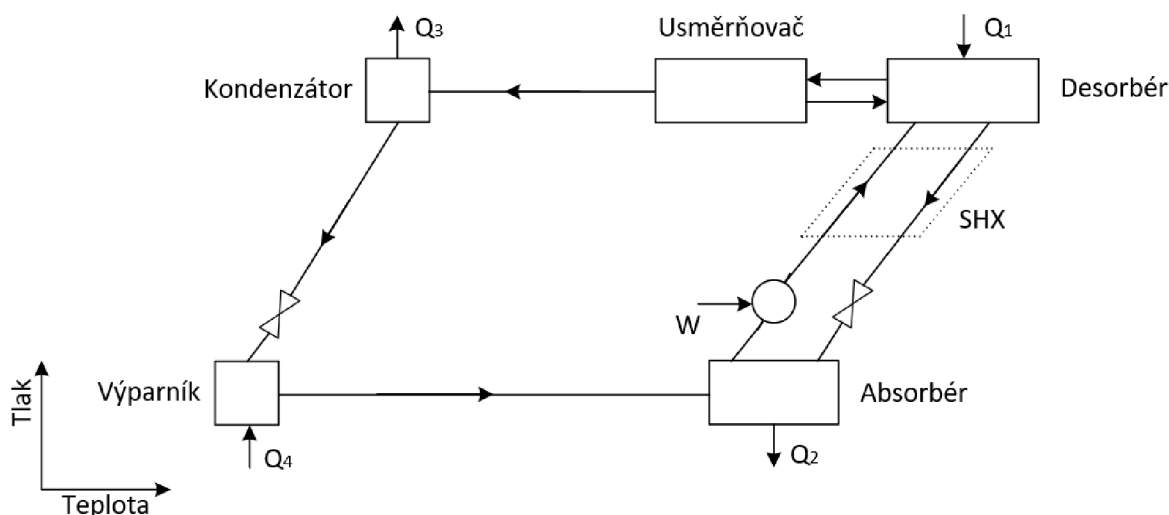 Q3
Usměrňovač
Q1
Kondenzátor
Desorbér
SHX
W
Výparník
Absorbér
Tlak
Q4
Q2
Teplota